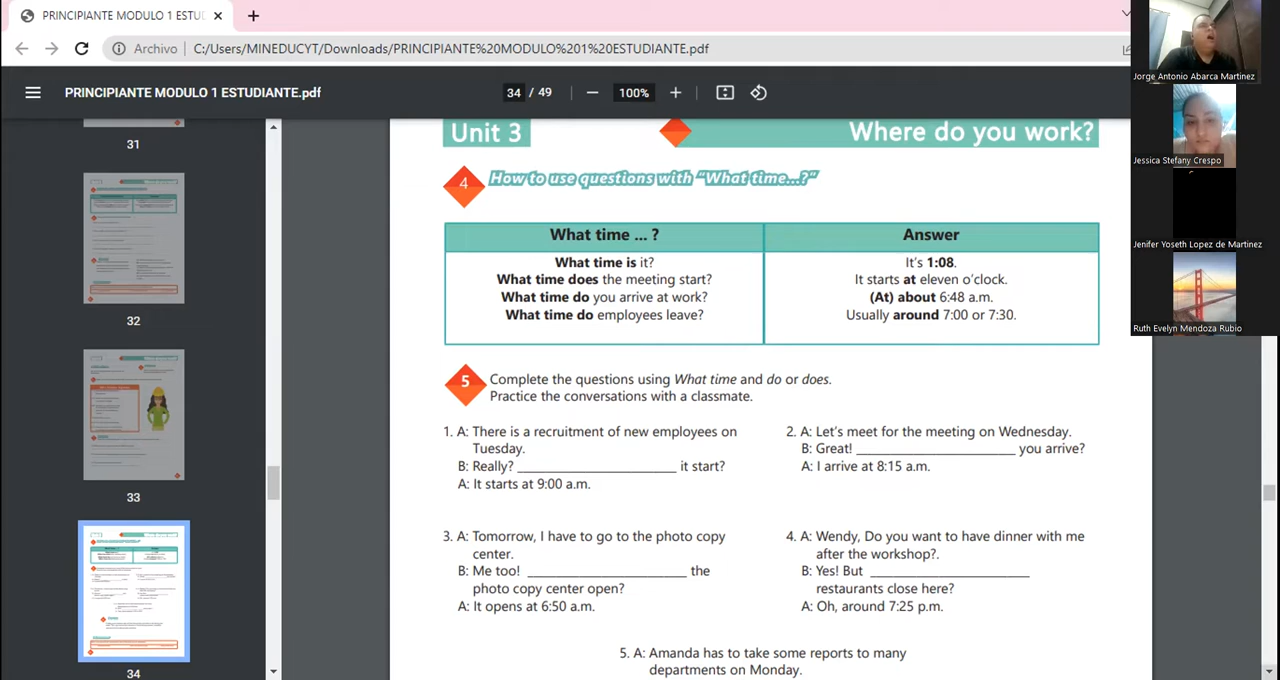 PRINCIPIANTE MODULO 1 ESTU
Archivo C:/Users/MINEDUCYT/Downloads/PRINCIPIANTE%20MODULO%201%20ESTUDIANTE.pdf
PRINCIPIANTE MODULO 1 ESTUDIANTE.pdf
34 / 49
100%
31
32
33
34
Unit 3
Where do you work?
4 How to use questions with “What time...?”
What time ... ?
Answer
What time is it?
It's 1:08.
What time does the meeting start?
It starts at eleven o'clock.
What time do you arrive at work?
(At) about 6:48 a.m.
What time do employees leave?
Usually around 7:00 or 7:30.
5 Complete the questions using What time and do or does.
Practice the conversations with a classmate.
1. A: There is a recruitment of new employees on
Tuesday.
B: Really? ______________________ it start?
A: It starts at 9:00 a.m.
2. A: Let's meet for the meeting on Wednesday.
B: Great! ______________________ you arrive?
A: I arrive at 8:15 a.m.
3. A: Tomorrow, I have to go to the photo copy
center.
B: Me too! ______________________ the
photo copy center open?
A: It opens at 6:50 a.m.
4. A: Wendy, Do you want to have dinner with me
after the workshop?.
B: Yes! But ______________________
restaurants close here?
A: Oh, around 7:25 p.m.
5. A: Amanda has to take some reports to many
departments on Monday.
Jorge Antonio Abarca Martinez
Jessica Stefany Crespo
Jenifer Yoseth Lopez de Martinez
Ruth Evelyn Mendoza Rubio